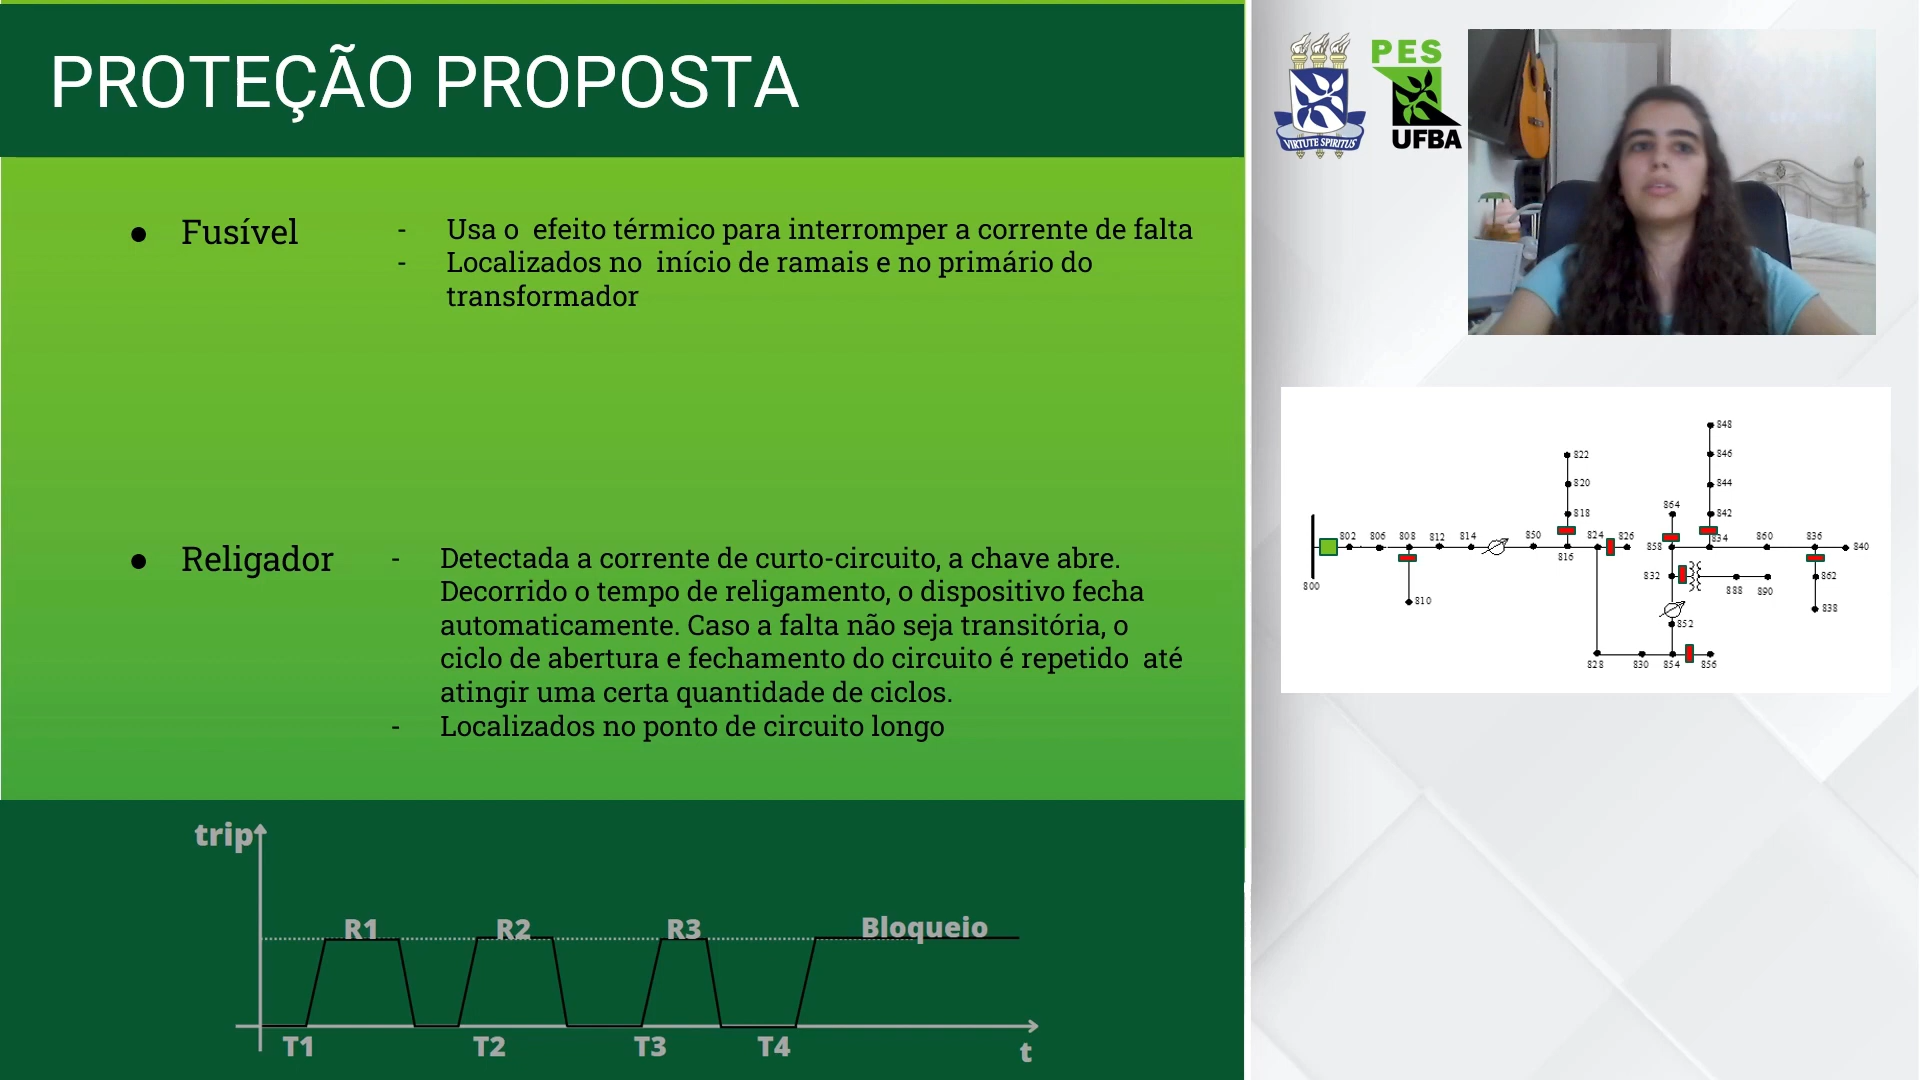 PROTEÇÃO PROPOSTA
● Fusível
- Usa o efeito térmico para interromper a corrente de falta
- Localizados no início de ramais e no primário do
transformador
● Religador
- Detectada a corrente de curto-circuito, a chave abre.
Decorrido o tempo de religamento, o dispositivo fecha
automaticamente. Caso a falta não seja transitória, o
ciclo de abertura e fechamento do circuito é repetido até
atingir uma certa quantidade de ciclos.
- Localizados no ponto de circuito longo
trip
R1 R2 R3 Bloqueio
T1 T2 T3 T4 t
VIRTUTE SPIRITUS
PES
UFBA
848
822 846
820 844
864
818 842
802 806 808 812 814 850 824 826 858 834 860 836 840
816
800
810
832 888 890 862
838
852
828 830 854 856